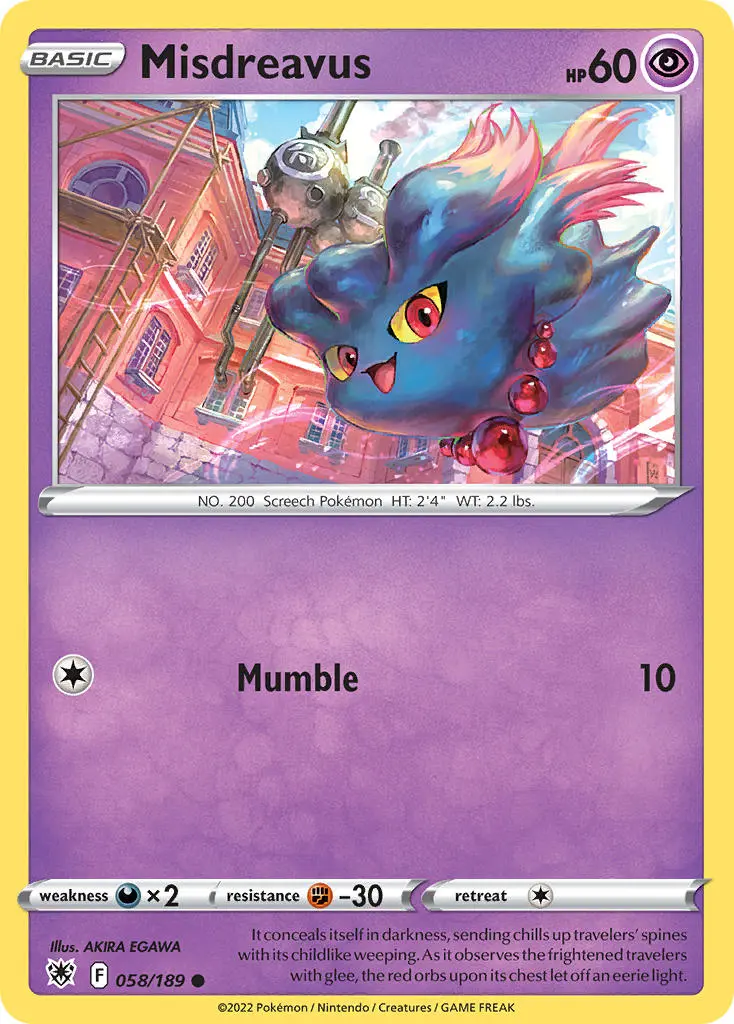 BASIC Misdreavus HP60
NO. 200 Screech Pokémon HT: 2'4" WT: 2.2 lbs.
Mumble 10
weakness ×2 resistance -30 retreat
Illus. AKIRA EGAWA
It conceals itself in darkness, sending chills up travelers' spines
with its childlike weeping. As it observes the frightened travelers
with glee, the red orbs upon its chest let off an eerie light.
F 058/189
©2022 Pokémon / Nintendo / Creatures / GAME FREAK